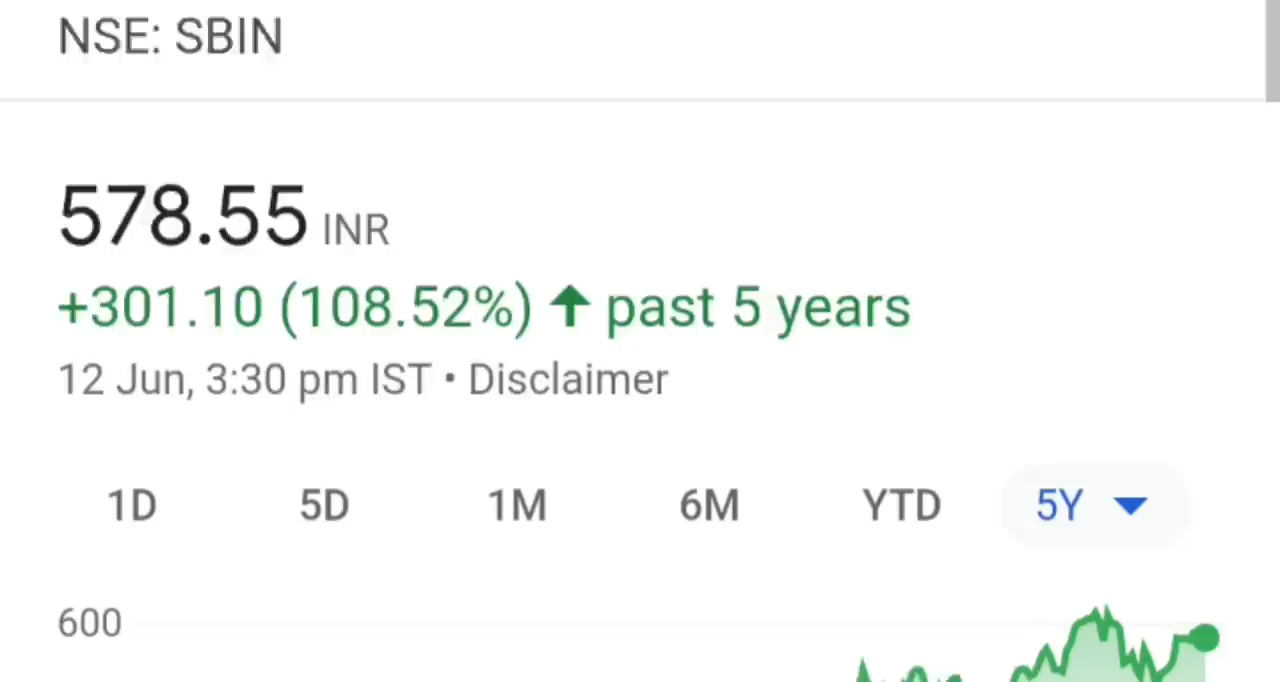 NSE: SBIN
578.55 INR
+301.10 (108.52%) ↑ past 5 years
12 Jun, 3:30 pm IST • Disclaimer
1D 5D 1M 6M YTD 5Y
600